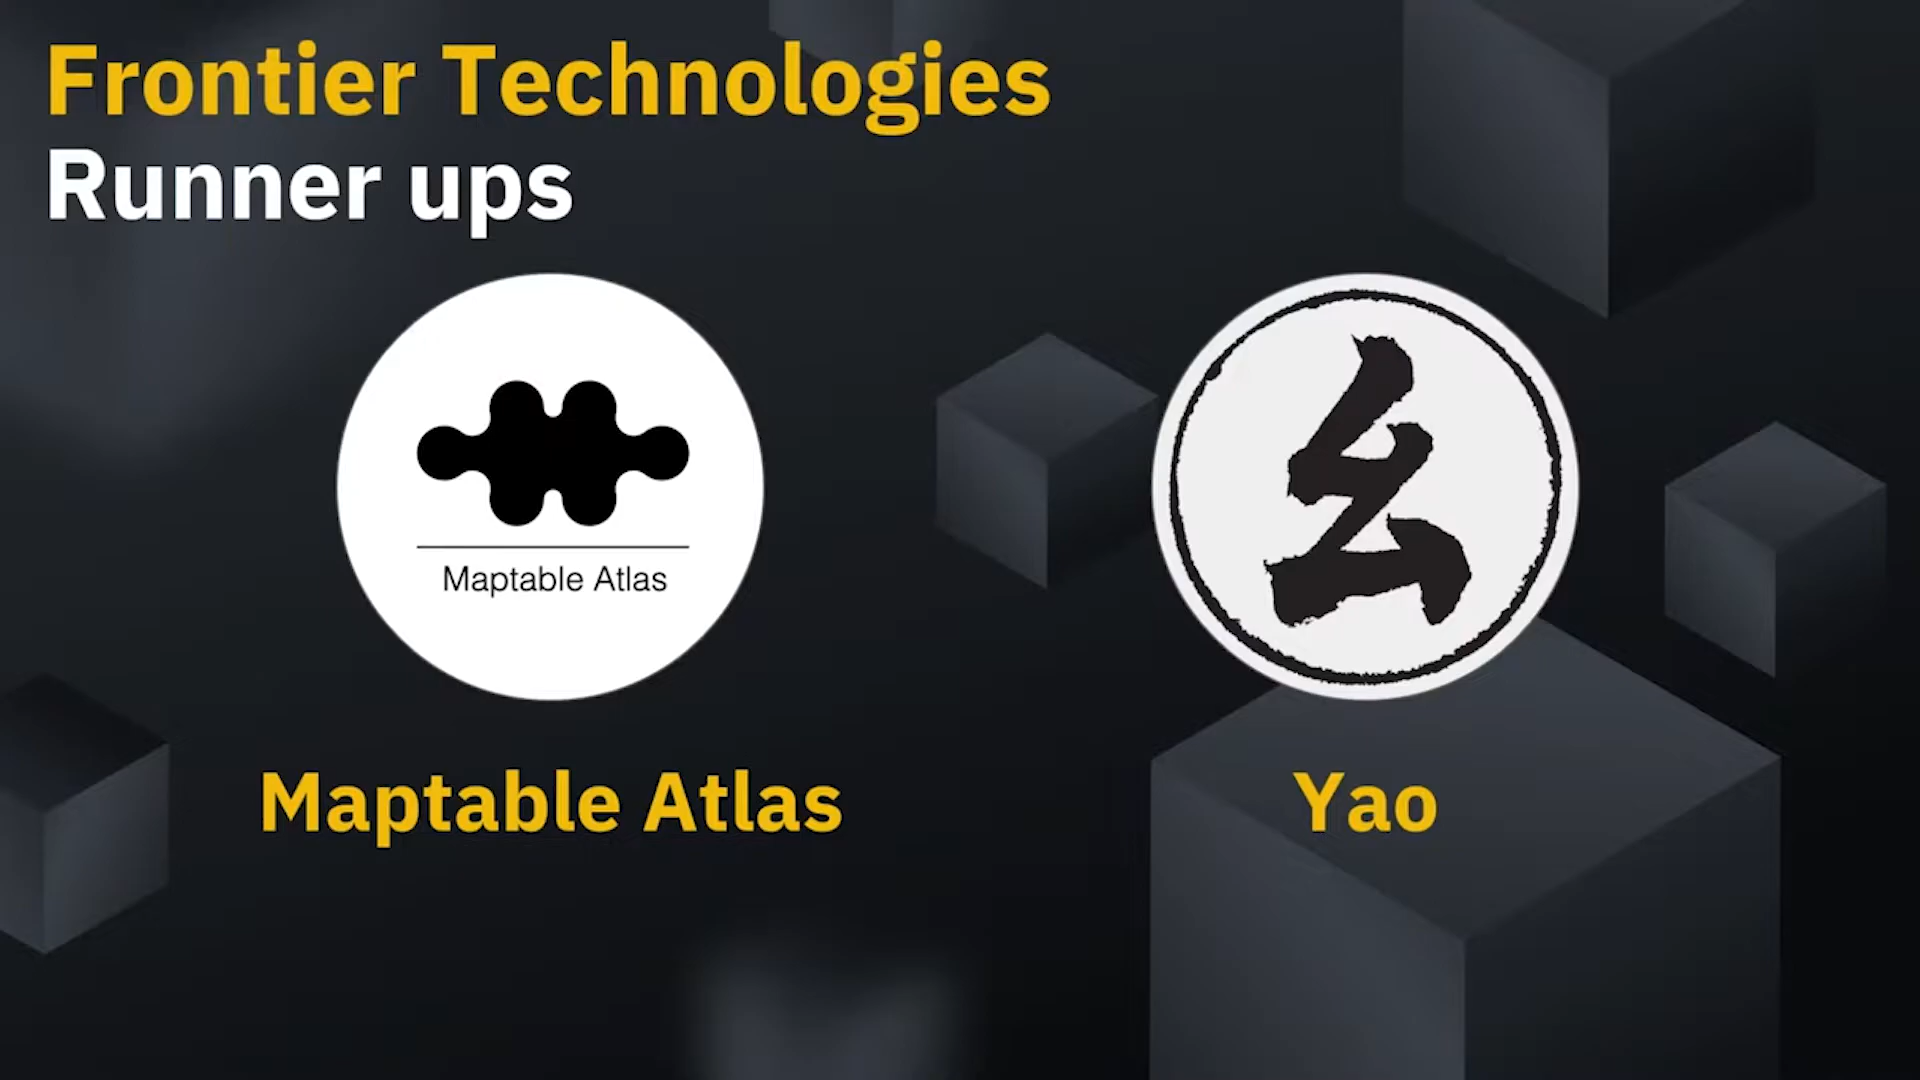 Frontier Technologies
Runner ups
Maptable Atlas
幺
Maptable Atlas
Yao